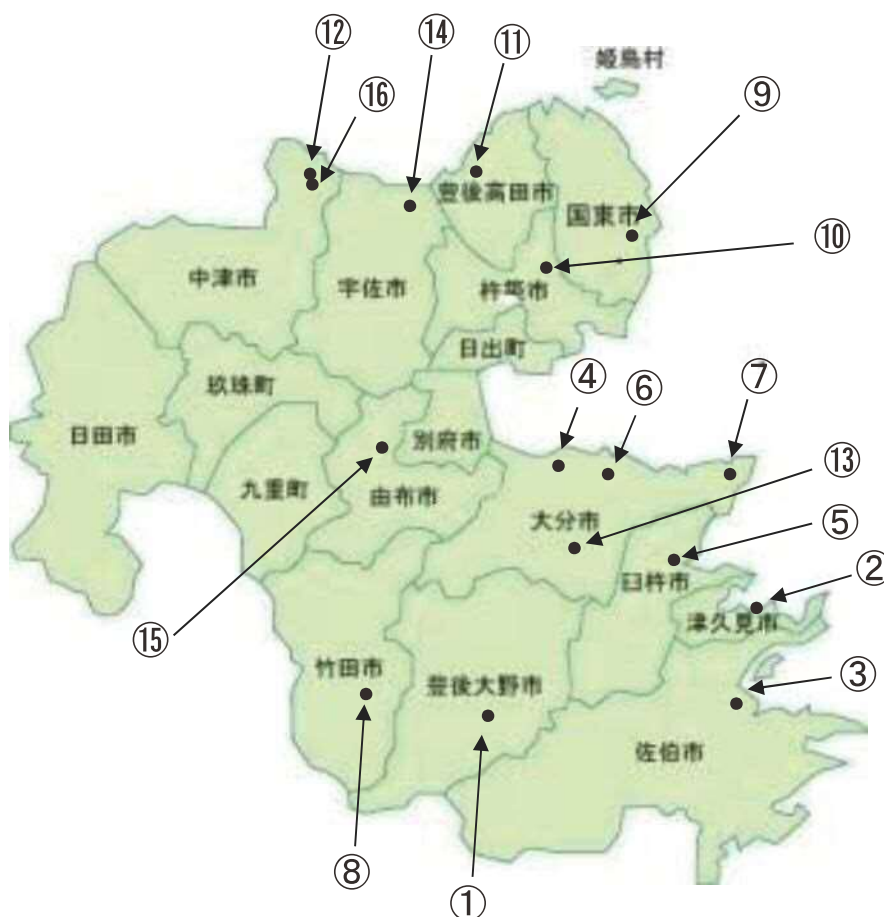 ⑫
⑭
⑪
姫島村
⑯
⑨
豊後高田市
国東市
⑩
中津市
宇佐市
杵築市
日出町
④
⑥
⑦
玖珠町
日田市
別府市
⑬
九重町
由布市
大分市
⑤
臼杵市
②
津久見市
⑮
竹田市
豊後大野市
③
佐伯市
⑧
①